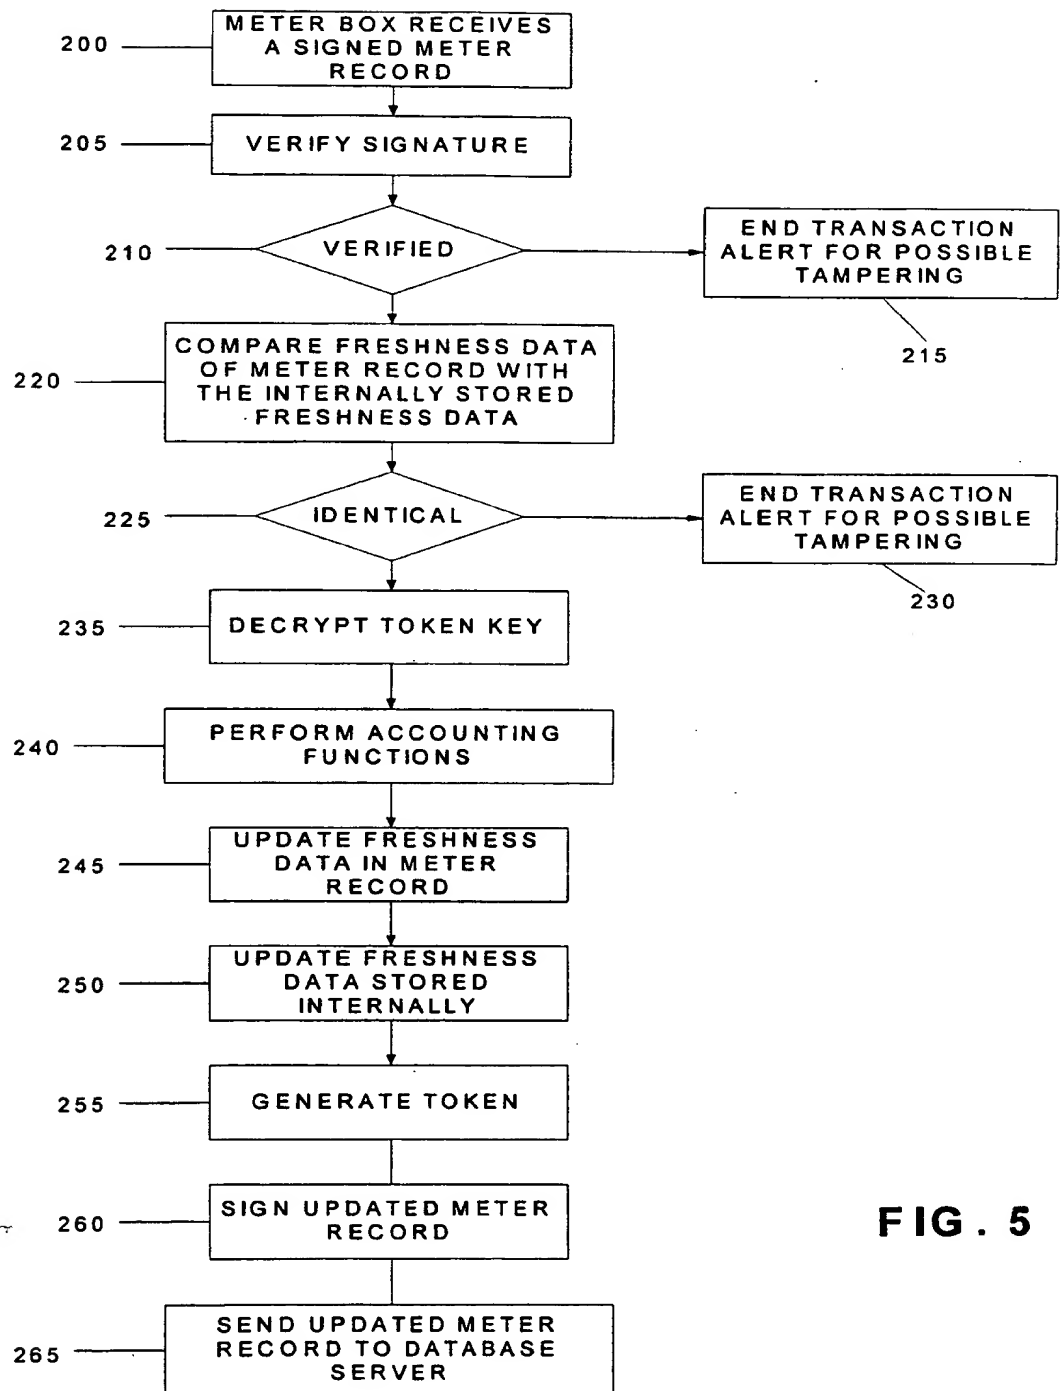 200
METER BOX RECEIVES
A SIGNED METER
RECORD
205
VERIFY SIGNATURE
210
VERIFIED
END TRANSACTION
ALERT FOR POSSIBLE
TAMPERING
215
220
COMPARE FRESHNESS DATA
OF METER RECORD WITH
THE INTERNALLY STORED
FRESHNESS DATA
225
IDENTICAL
END TRANSACTION
ALERT FOR POSSIBLE
TAMPERING
230
235
DECRYPT TOKEN KEY
240
PERFORM ACCOUNTING
FUNCTIONS
245
UPDATE FRESHNESS
DATA IN METER
RECORD
250
UPDATE FRESHNESS
DATA STORED
INTERNALLY
255
GENERATE TOKEN
260
SIGN UPDATED METER
RECORD
FIG. 5
265
SEND UPDATED METER
RECORD TO DATABASE
SERVER